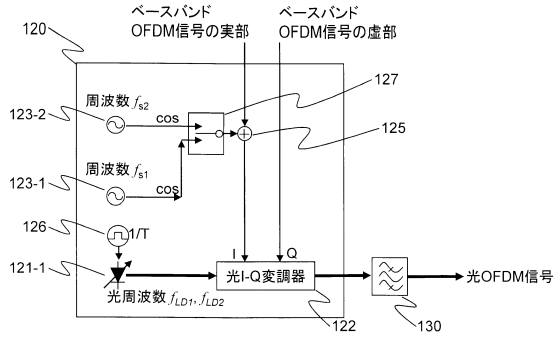 ベースバンド
OFDM信号の実部
ベースバンド
OFDM信号の虚部
120
127
周波数 fs2
123-2
cos
125
周波数 fs1
123-1
cos
126
1/T
I
Q
121-1
光I-Q変調器
光OFDM信号
光周波数 fLD1, fLD2
122
130